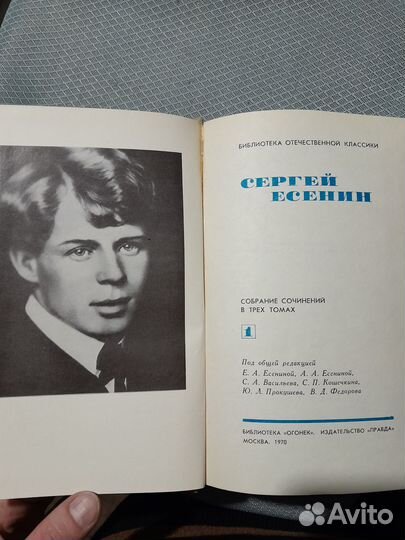 БИБЛИОТЕКА ОТЕЧЕСТВЕННОЙ КЛАССИКИ
СЕРГЕЙ
ЕСЕНИН
СОБРАНИЕ СОЧИНЕНИЙ
В ТРЕХ ТОМАХ
1
Под общей редакцией
Е. А. Есениной, А. А. Есениной,
С. А. Васильева, С. П. Кошечкина,
Ю. Л. Прокушева, В. Д. Федорова
БИБЛИОТЕКА «ОГОНЕК». ИЗДАТЕЛЬСТВО «ПРАВДА»
МОСКВА. 1970
Avito